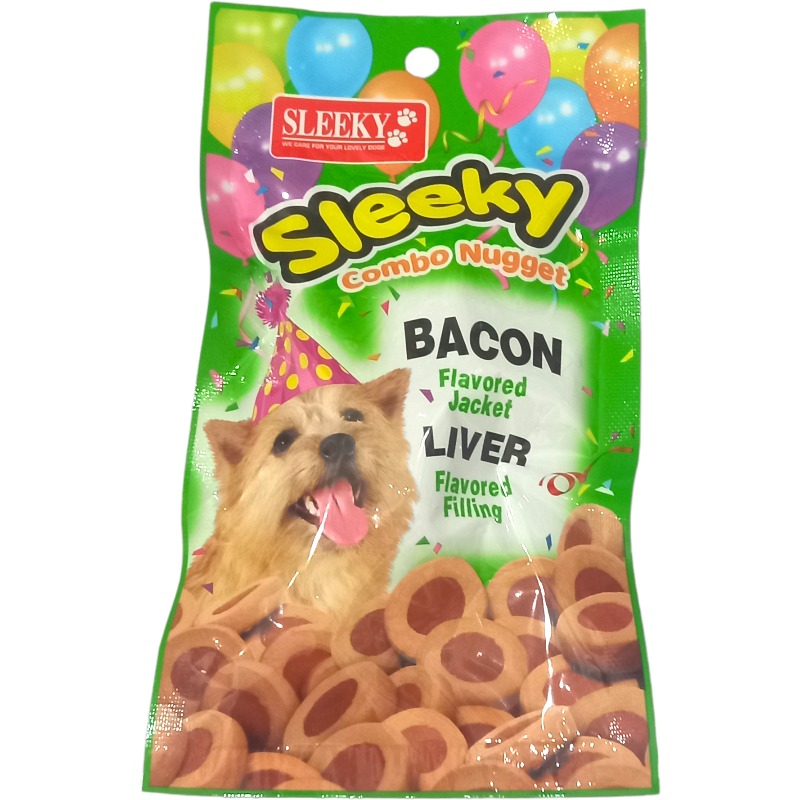 SLEEKY
WE CARE FOR YOUR LOVELY DOGS
Sleeky
Combo Nugget
BACON
Flavored
Jacket
LIVER
Flavored
Filling